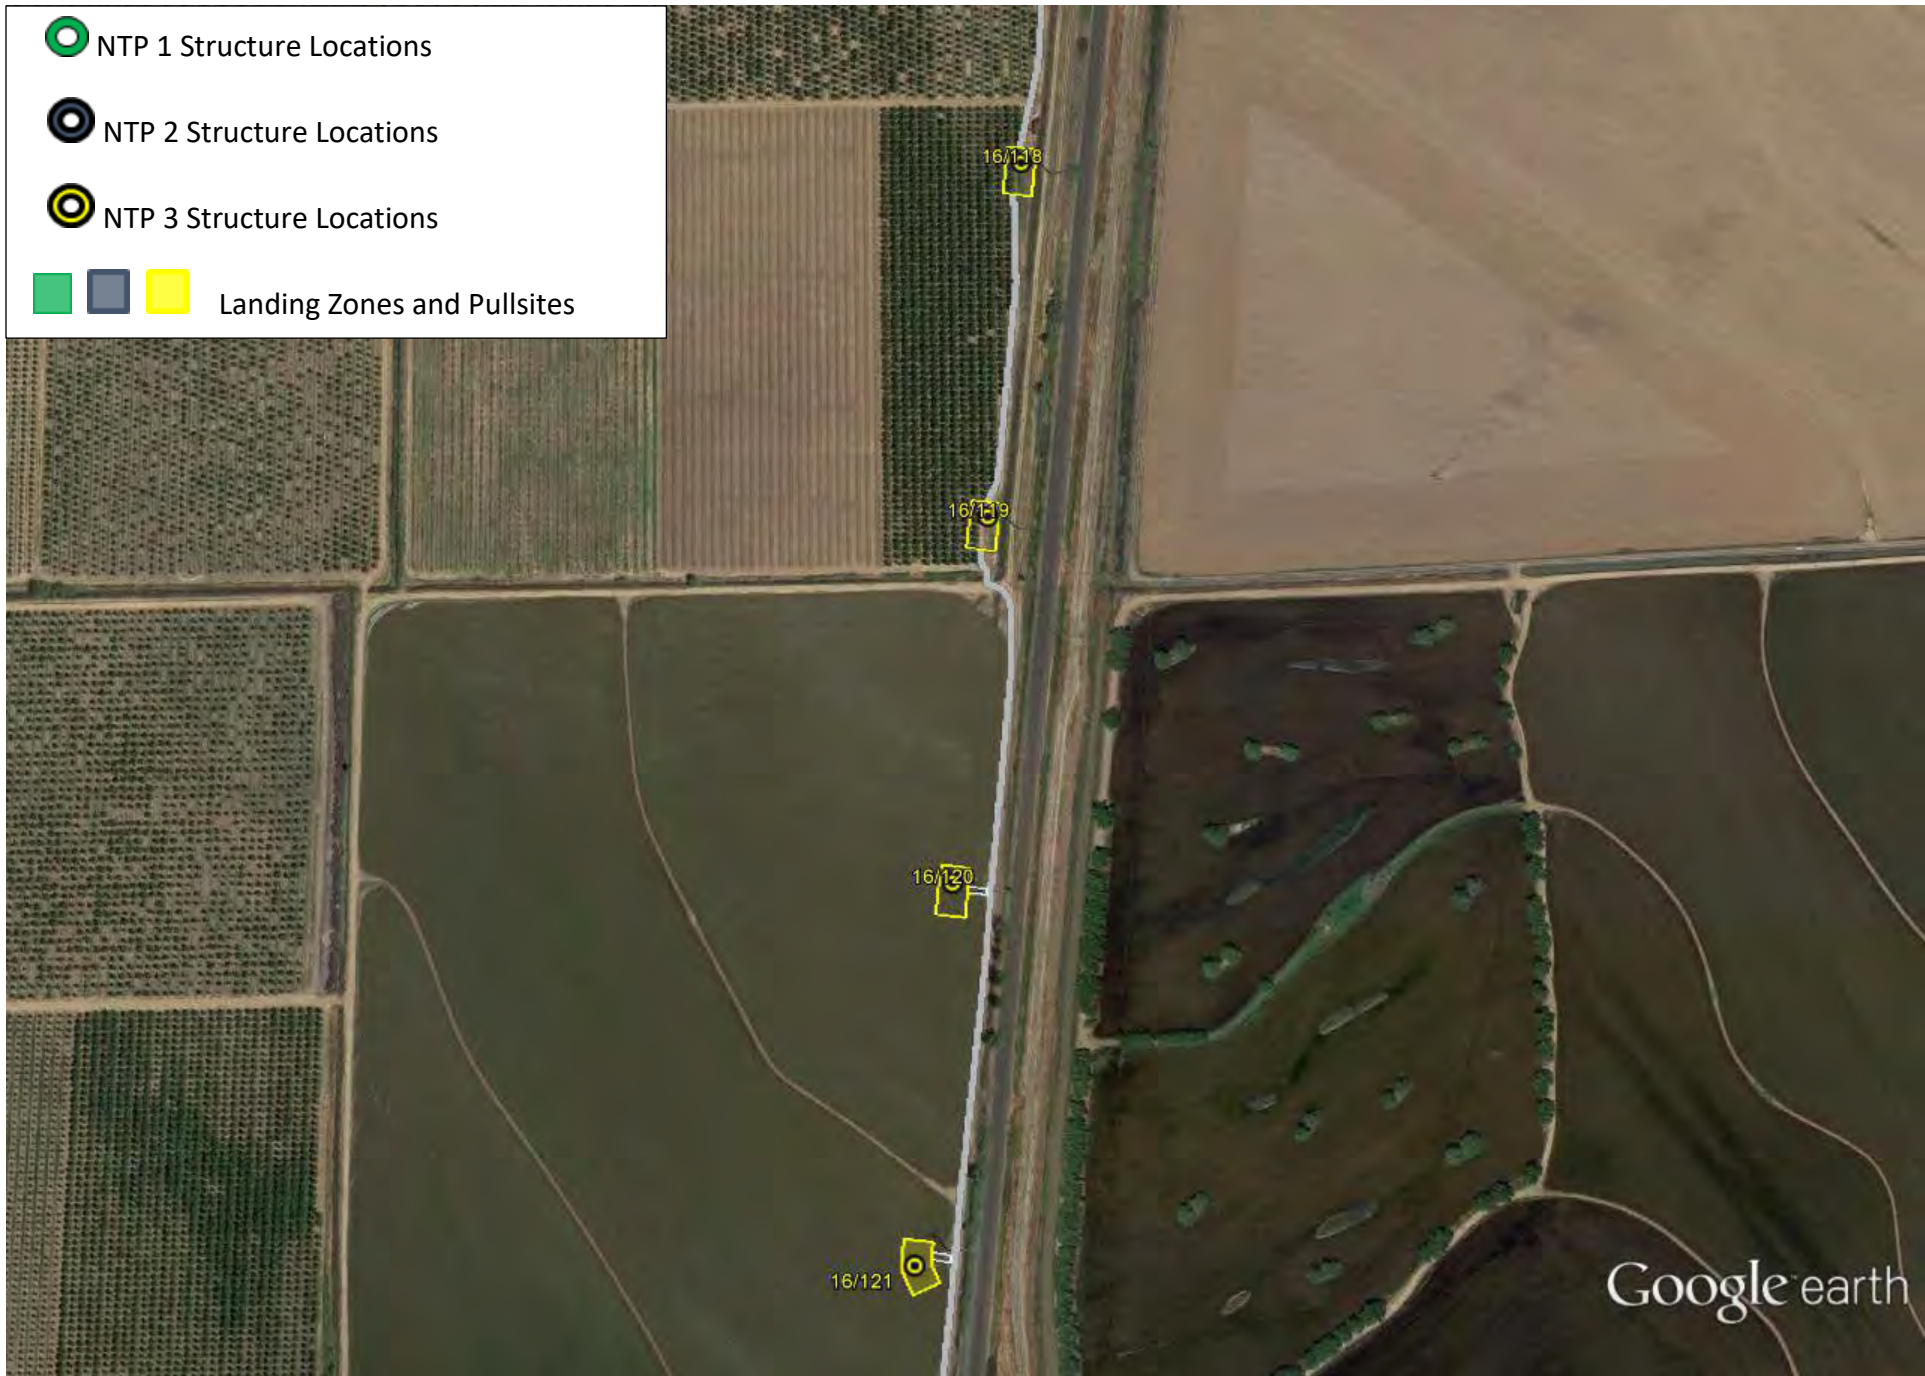 NTP 1 Structure Locations
NTP 2 Structure Locations
NTP 3 Structure Locations
Landing Zones and Pullsites
16/118
16/119
16/120
16/121
Google earth